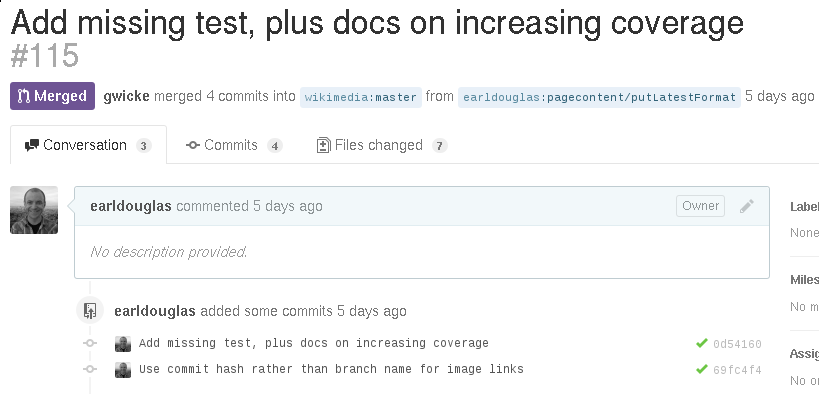 Add missing test, plus docs on increasing coverage
#115
Merged gwicke merged 4 commits into wikimedia:master from earldouglas:pagecontent/putLatestFormat 5 days ago
Conversation 3 Commits 4 Files changed 7
earldouglas commented 5 days ago Owner
No description provided.
earldouglas added some commits 5 days ago
Add missing test, plus docs on increasing coverage 0d54160
Use commit hash rather than branch name for image links 69fc4f4
Labe
None
Miles
No m
Assig
No o